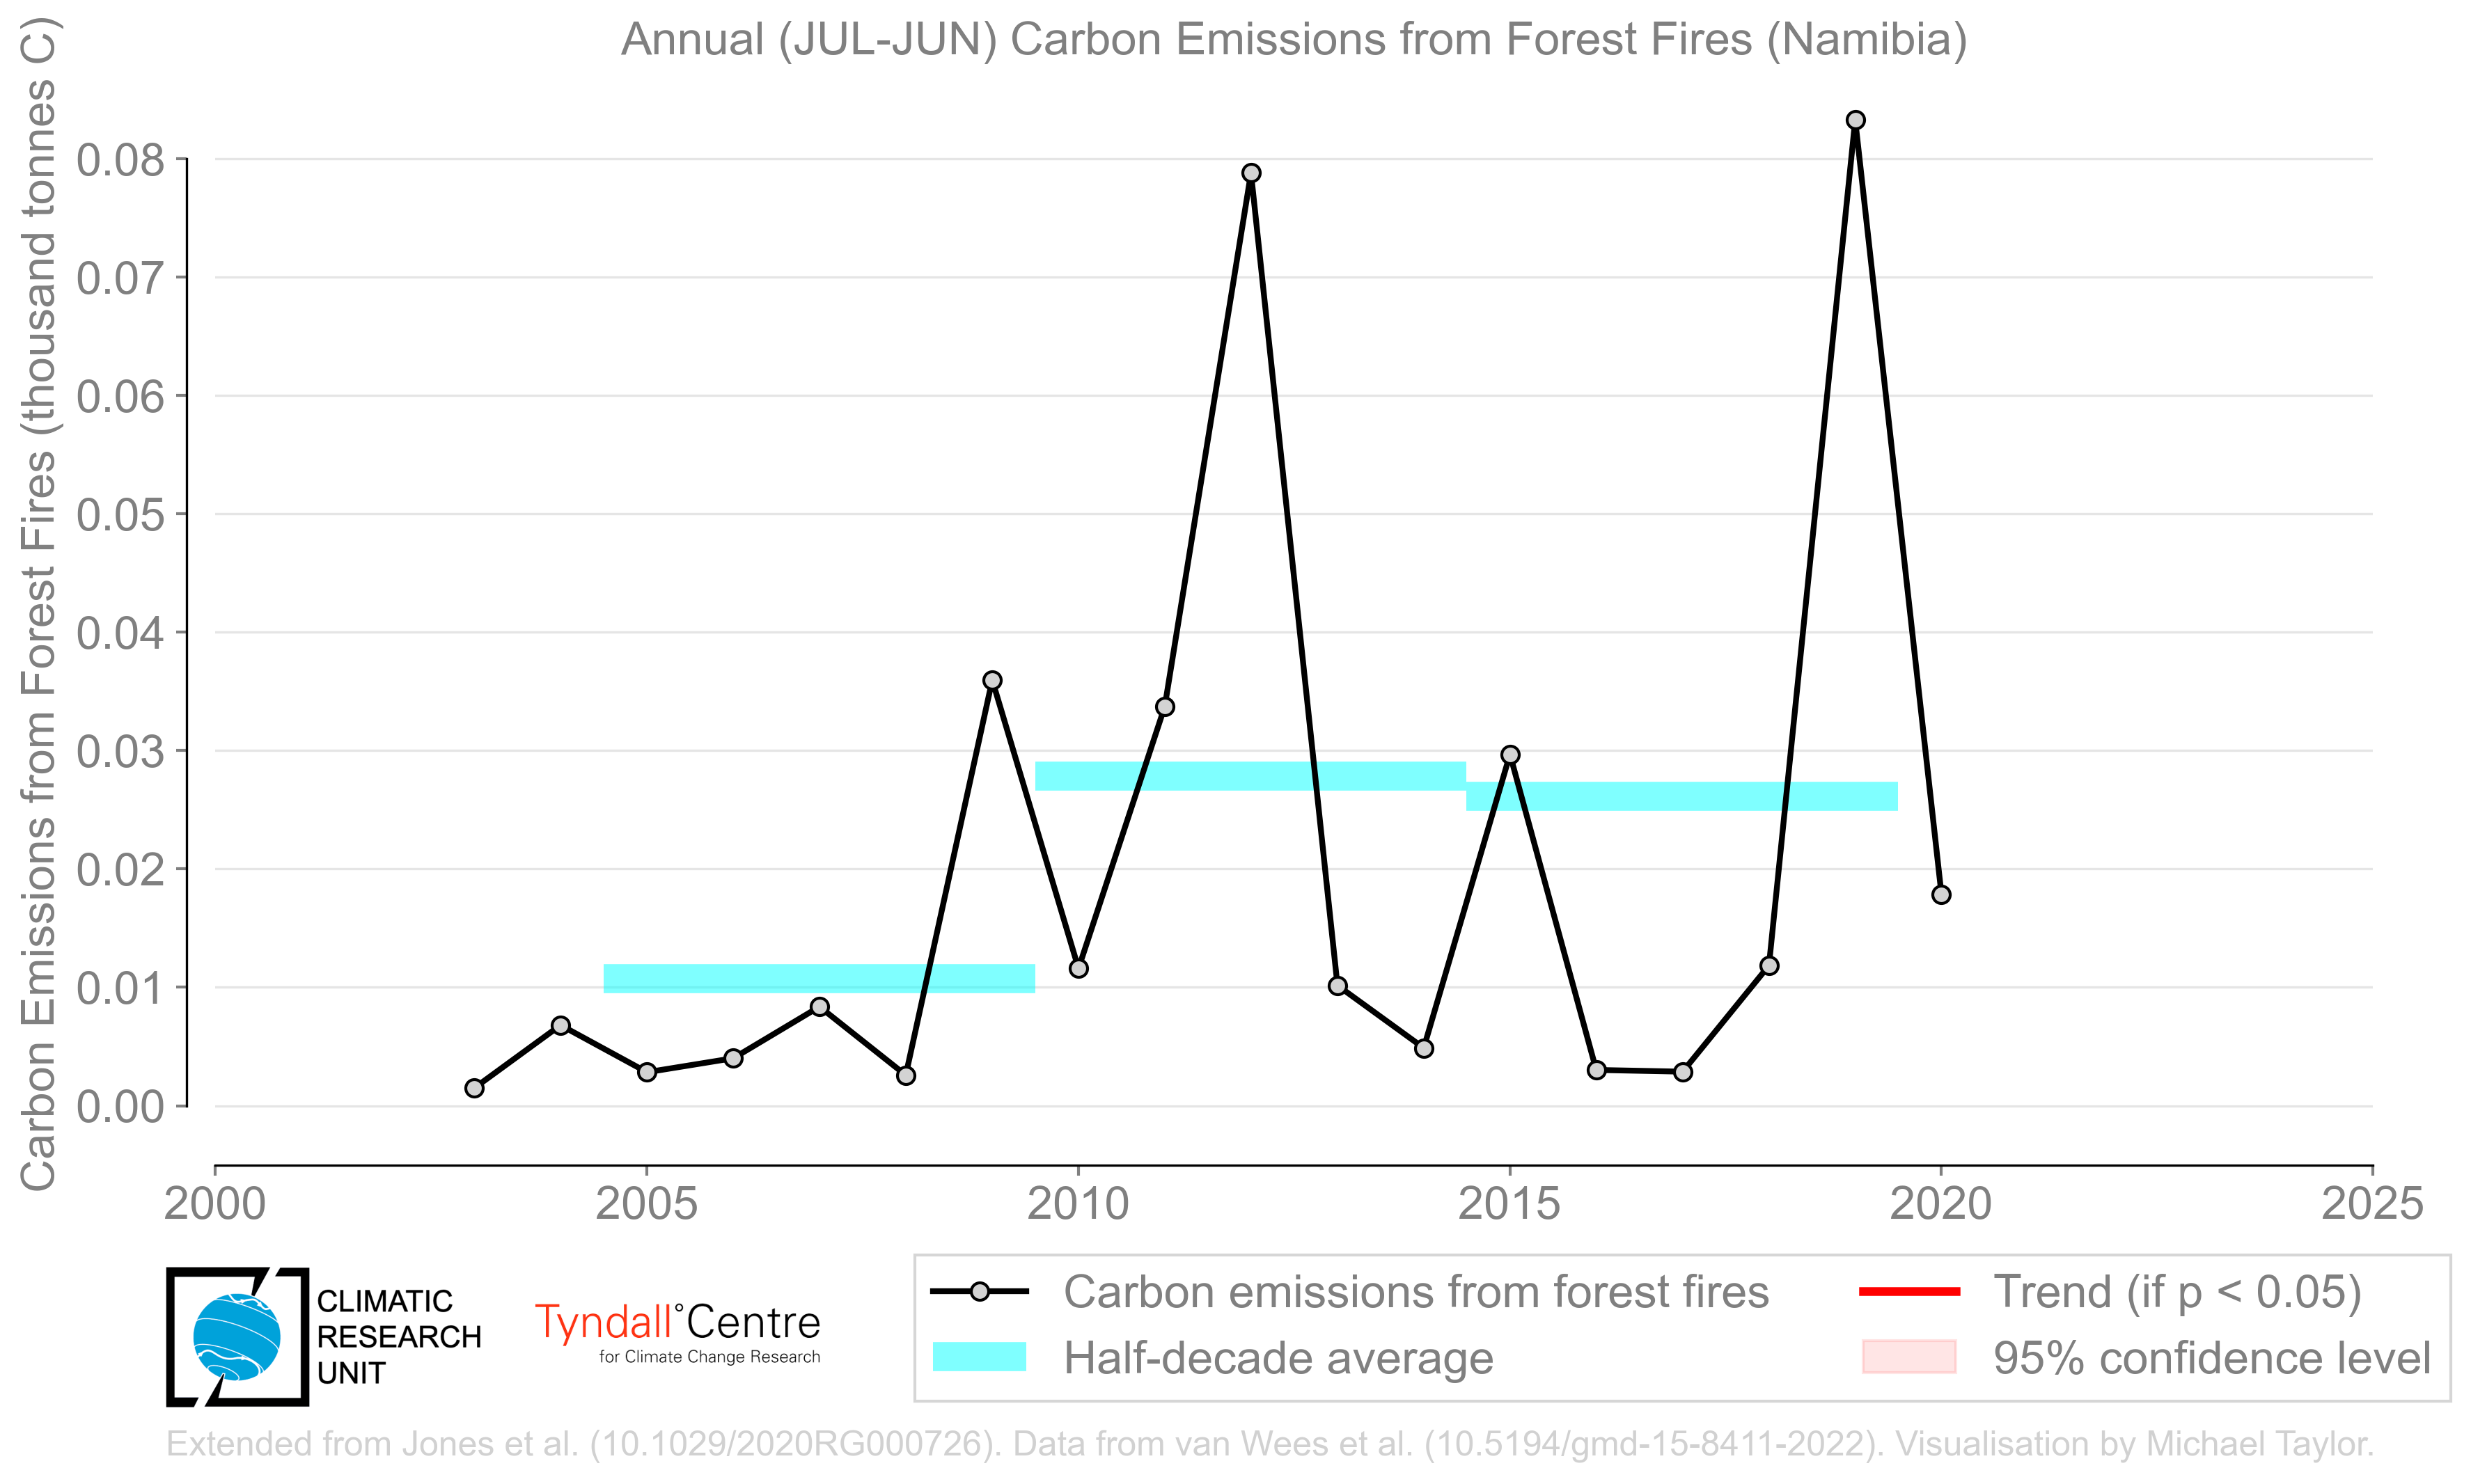 Annual (JUL-JUN) Carbon Emissions from Forest Fires (Namibia)
Carbon Emissions from Forest Fires (thousand tonnes C)
0.08
0.07
0.06
0.05
0.04
0.03
0.02
0.01
0.00
2000
2005
2010
2015
2020
2025
CLIMATIC
RESEARCH
UNIT
Tyndall°Centre
for Climate Change Research
Carbon emissions from forest fires
Half-decade average
Trend (if p < 0.05)
95% confidence level
Extended from Jones et al. (10.1029/2020RG000726). Data from van Wees et al. (10.5194/gmd-15-8411-2022). Visualisation by Michael Taylor.